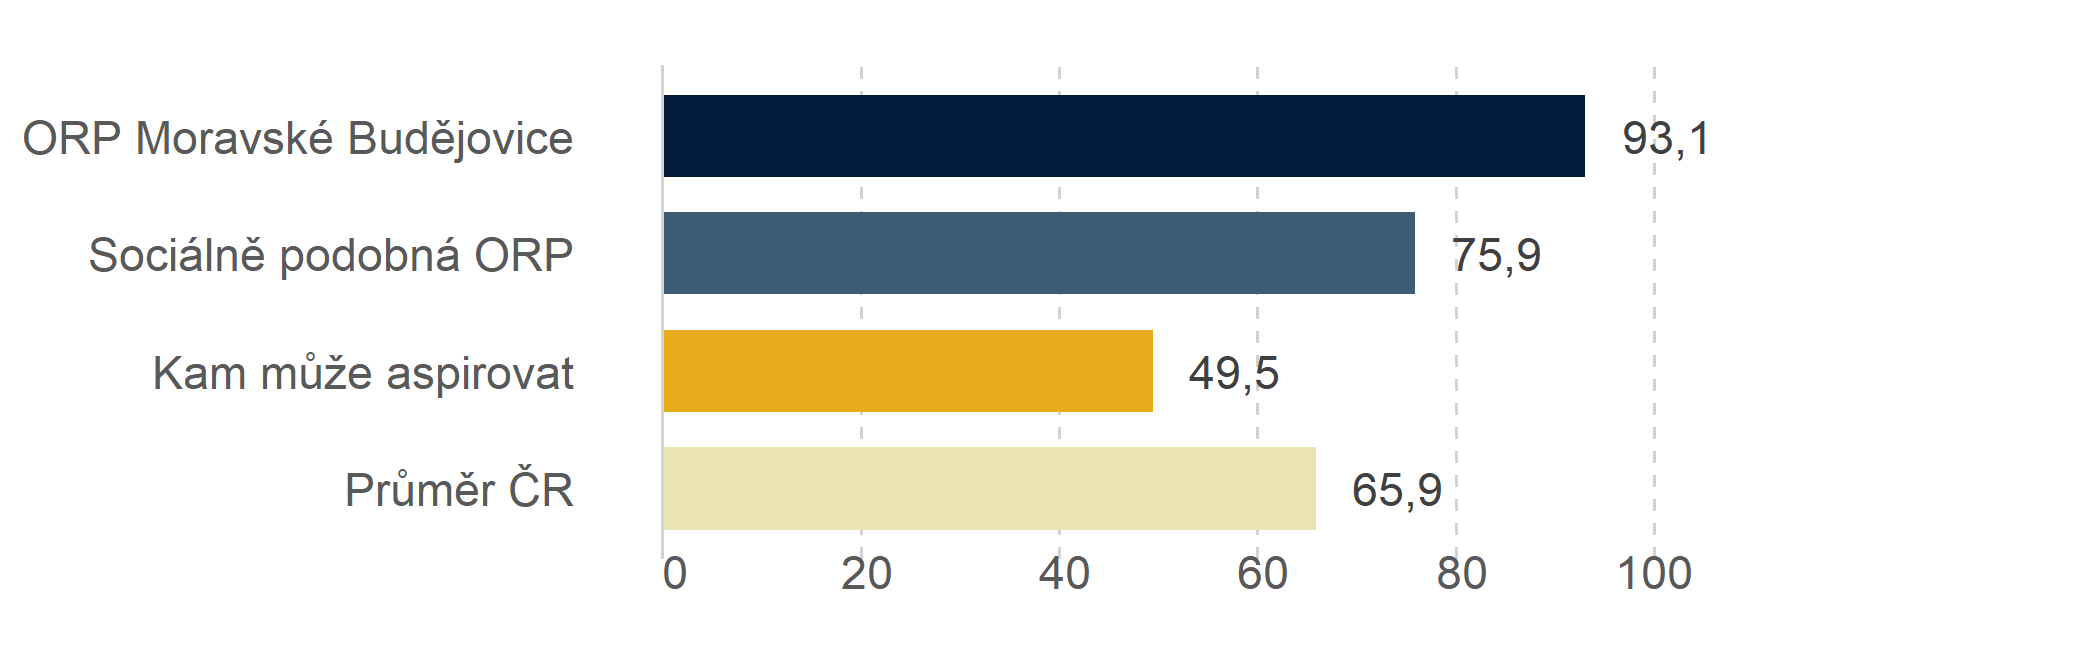 ORP Moravské Budějovice 93,1
Sociálně podobná ORP 75,9
Kam může aspirovat 49,5
Průměr ČR 65,9
0 20 40 60 80 100